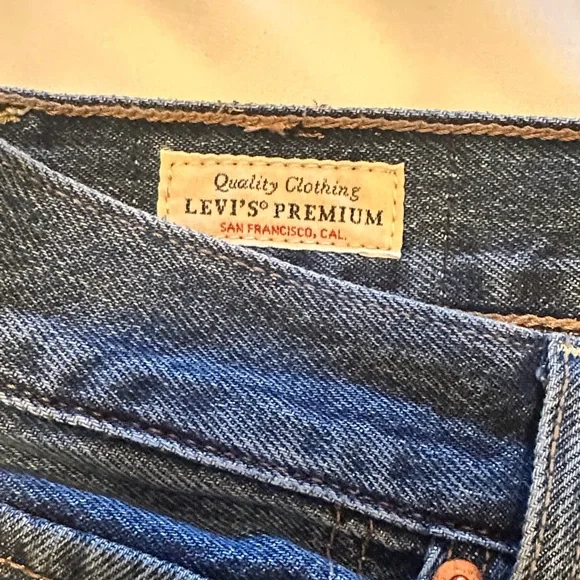 Quality Clothing
LEVI'S® PREMIUM
SAN FRANCISCO, CAL.